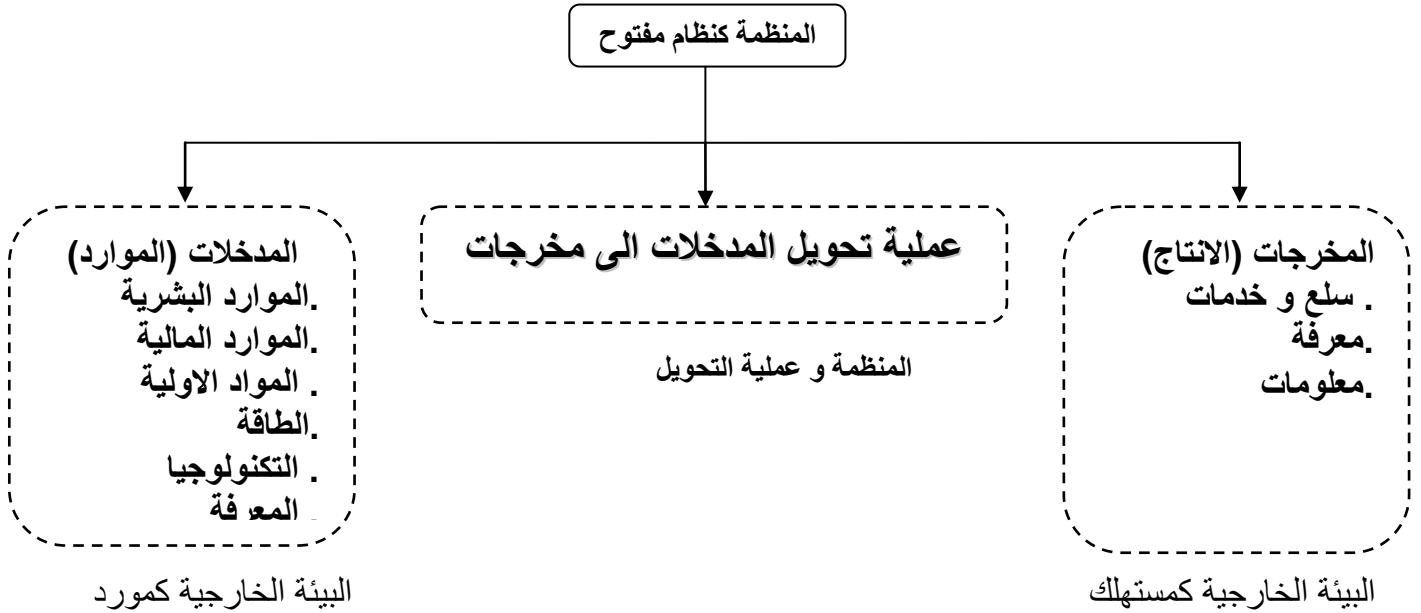 المنظمة كنظام مفتوح
المخرجات (الانتاج)
. سلع و خدمات
.معرفة
.معلومات
البيئة الخارجية كمستهلك
عملية تحويل المدخلات الى مخرجات
المنظمة و عملية التحويل
المدخلات (الموارد)
.الموارد البشرية
.الموارد المالية
. المواد الاولية
.الطاقة
. التكنولوجيا
. المعرفة
البيئة الخارجية كمورد